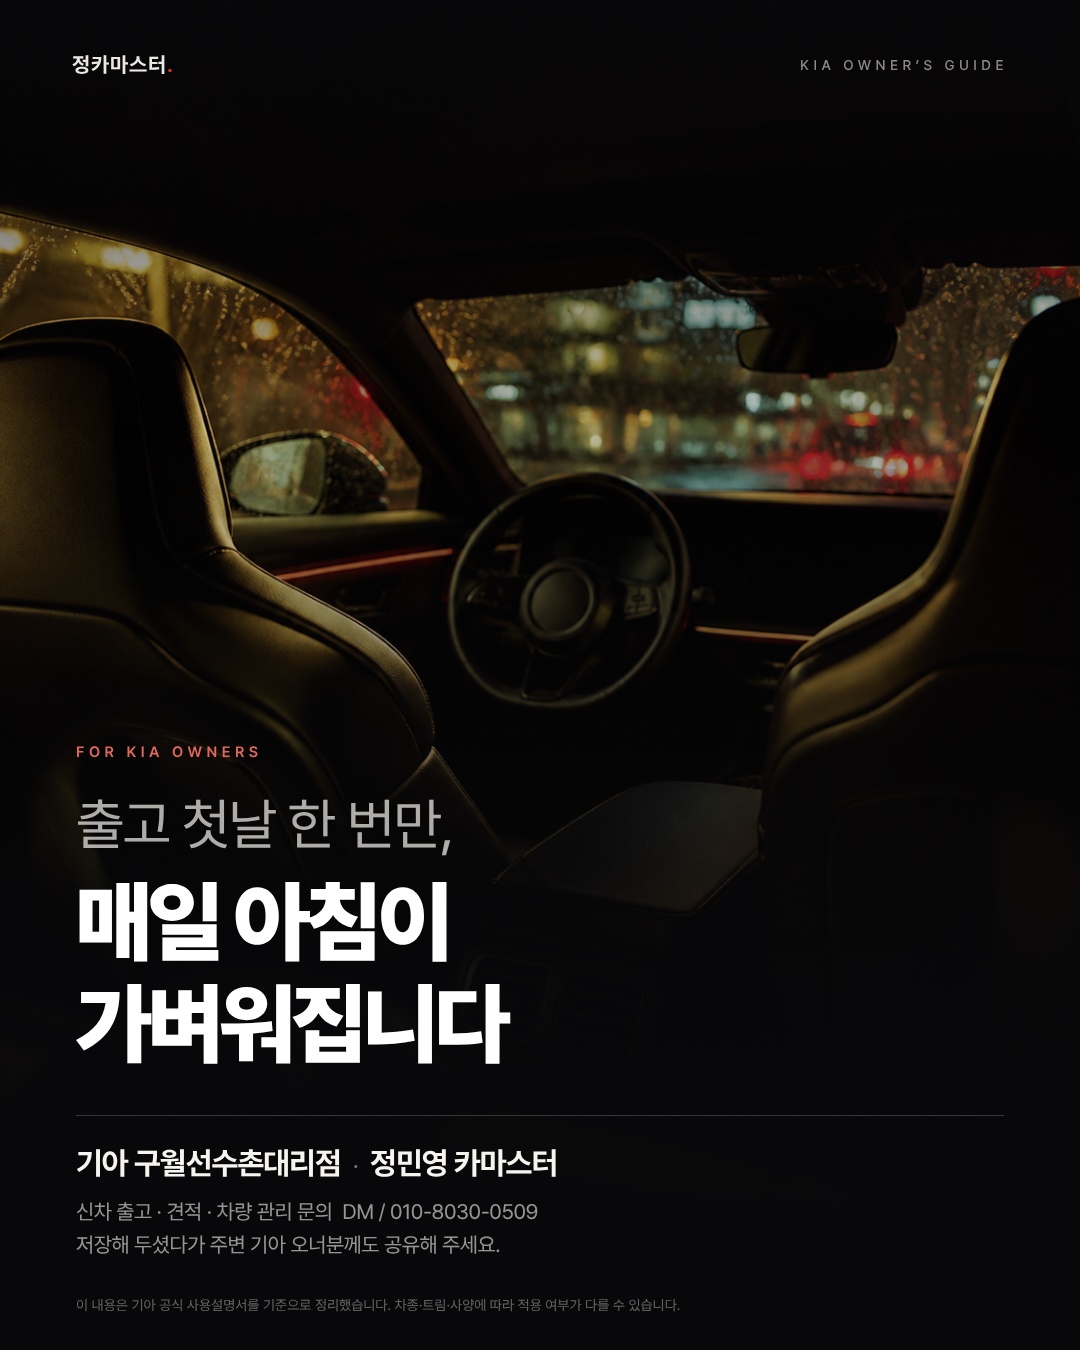 정카마스터.
KIA OWNER’S GUIDE
FOR KIA OWNERS
출고 첫날 한 번만,
매일 아침이
가벼워집니다
기아 구월선수촌대리점 · 정민영 카마스터
신차 출고 · 견적 · 차량 관리 문의 DM / 010-8030-0509
저장해 두셨다가 주변 기아 오너분께도 공유해 주세요.
이 내용은 기아 공식 사용설명서를 기준으로 정리했습니다. 차종·트림·사양에 따라 적용 여부가 다를 수 있습니다.